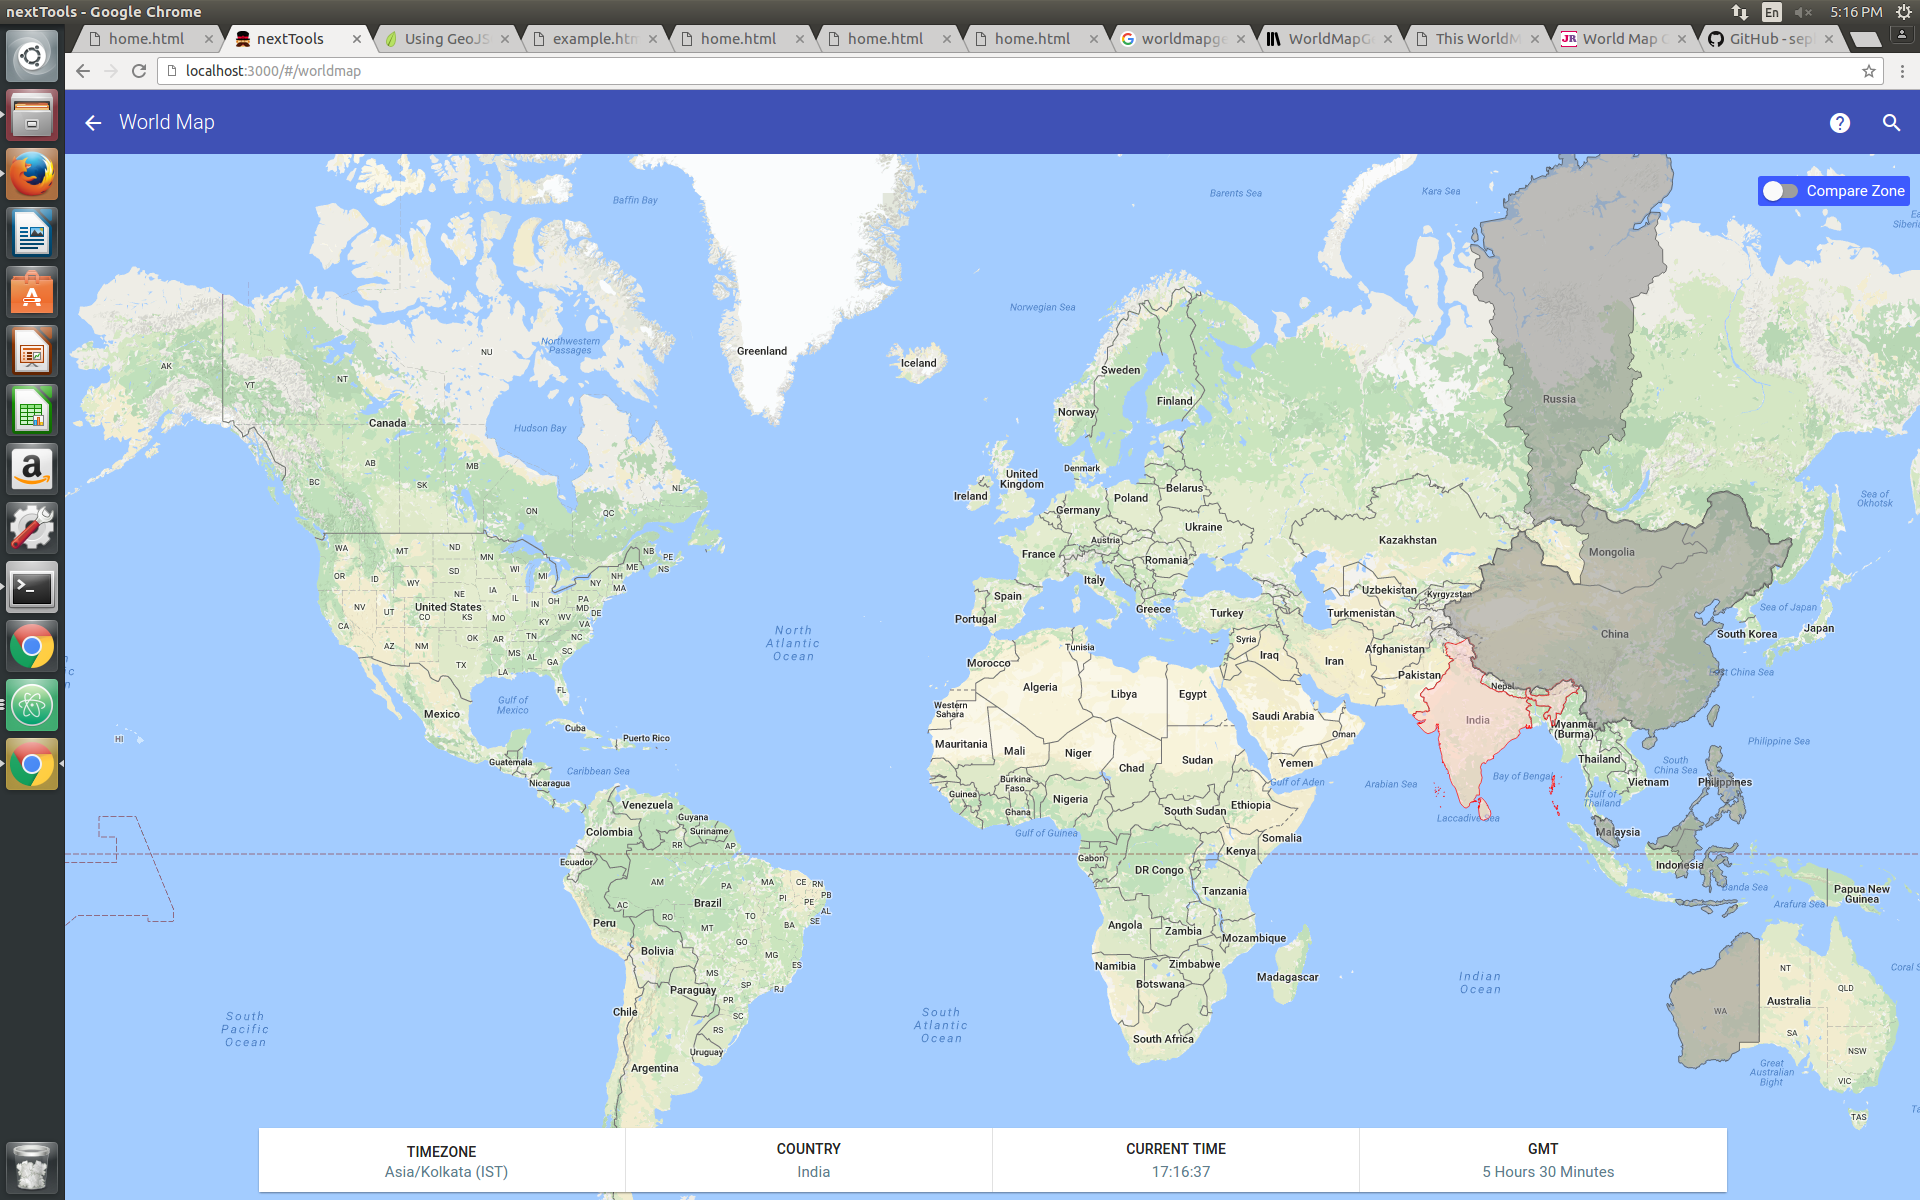 nextTools - Google Chrome
En
5:16 PM
home.html
nextTools
Using GeoJS
example.htm
home.html
home.html
home.html
worldmapge
WorldMapGe
This WorldM
World Map C
GitHub - sep
localhost:3000/#/worldmap
World Map
Compare Zone
Baffin Bay
Barents Sea
Kara Sea
Norwegian Sea
Northwestern
Passages
Hudson Bay
Greenland
Iceland
Sweden
Finland
Norway
Russia
AK
YT
NT
NU
Canada
BC
AB
SK
MB
ON
QC
NL
NB
PE
NS
Denmark
United
Kingdom
Ireland
Poland
Belarus
Germany
Ukraine
Austria
France
Romania
Italy
Spain
Portugal
Greece
Turkey
Kazakhstan
Uzbekistan
Kyrgyzstan
Turkmenistan
Mongolia
China
Sea of
Okhotsk
Sea of Japan
South Korea
Japan
East China Sea
WA
MT
ND
MN
OR
ID
WY
SD
WI
MI
NY
NH
ME
MA
NV
UT
United States
CO
NE
IA
IL
IN
OH
PA
MD
DE
CA
KS
MO
KY
WV
VA
AZ
NM
OK
AR
TN
NC
SC
TX
LA
MS
AL
GA
FL
HI
Gulf of
Mexico
Mexico
Cuba
Puerto Rico
Guatemala
Caribbean Sea
Nicaragua
North
Atlantic
Ocean
Morocco
Tunisia
Algeria
Libya
Egypt
Western
Sahara
Mauritania
Mali
Niger
Chad
Sudan
Burkina
Faso
Guinea
Ghana
Nigeria
South Sudan
Ethiopia
Somalia
Gulf of Guinea
Gabon
DR Congo
Kenya
Tanzania
Angola
Zambia
Mozambique
Namibia
Zimbabwe
Botswana
Madagascar
South Africa
Syria
Iraq
Iran
Afghanistan
Pakistan
Saudi Arabia
Oman
Yemen
Gulf of Aden
Arabian Sea
Nepal
India
Bay of Bengal
Laccadive Sea
Myanmar
(Burma)
Thailand
Vietnam
Gulf of
Thailand
South
China Sea
Philippine Sea
Philippines
Malaysia
Indonesia
Banda Sea
Arafura Sea
Papua New
Guinea
Venezuela
Guyana
Suriname
Colombia
Ecuador
RR
AP
AM
PA
MA
CE
RN
PB
PI
PE
AL
SE
AC
RO
TO
BA
Brazil
Peru
MT
GO
Bolivia
MG
ES
MS
SP
RJ
Paraguay
PR
SC
Chile
RS
Uruguay
Argentina
South
Pacific
Ocean
South
Atlantic
Ocean
Indian
Ocean
NT
QLD
Australia
WA
SA
NSW
VIC
TAS
Great
Australian
Bight
Coral S
TIMEZONE
Asia/Kolkata (IST)
COUNTRY
India
CURRENT TIME
17:16:37
GMT
5 Hours 30 Minutes